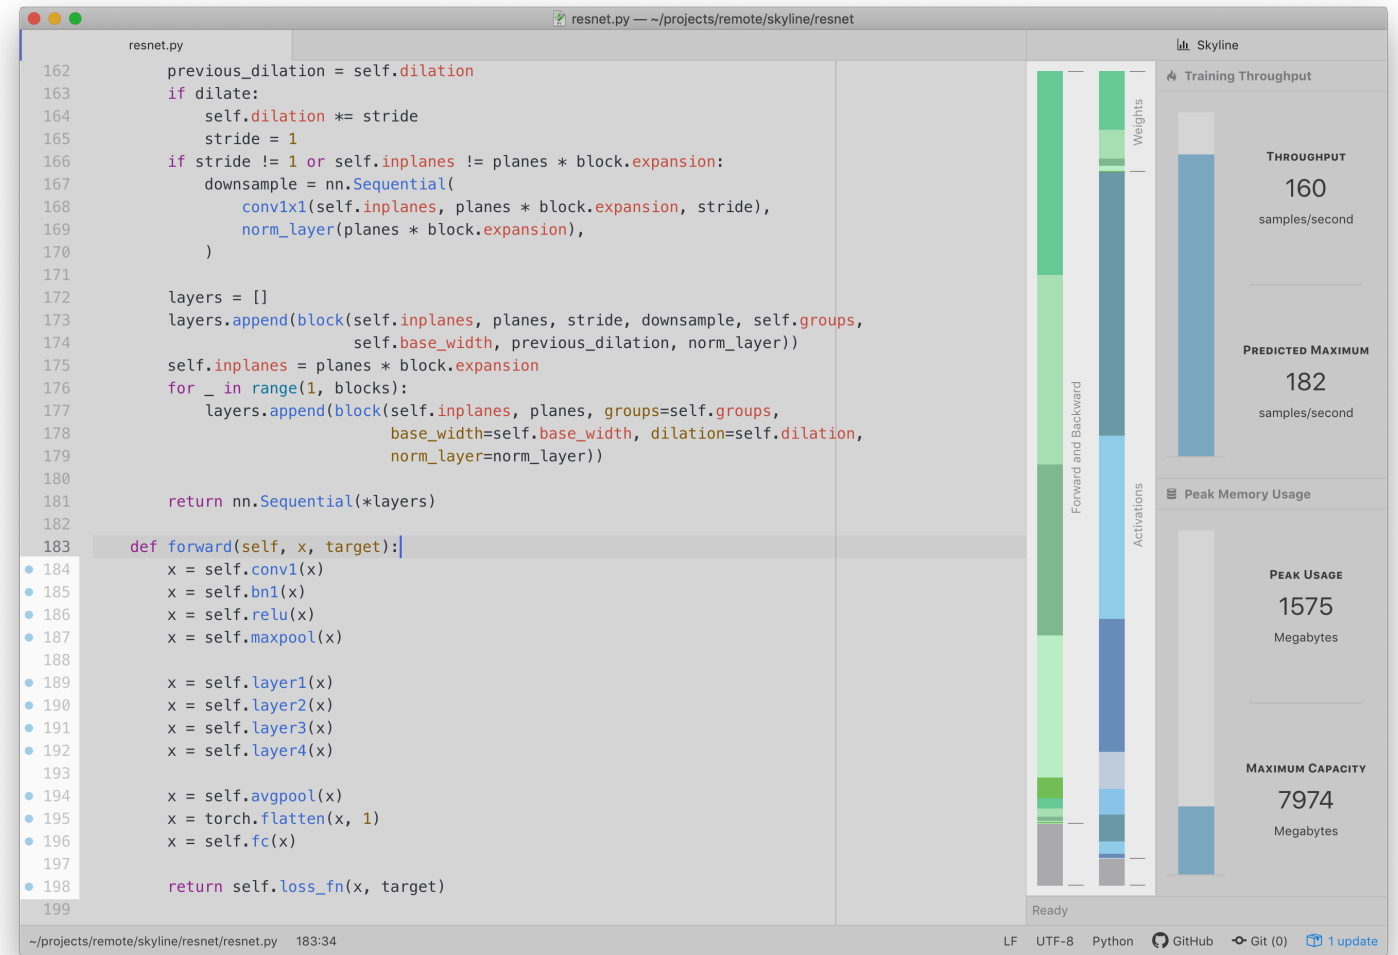 resnet.py — ~/projects/remote/skyline/resnet
resnet.py
162 previous_dilation = self.dilation
163 if dilate:
164 self.dilation *= stride
165 stride = 1
166 if stride != 1 or self.inplanes != planes * block.expansion:
167 downsample = nn.Sequential(
168 conv1x1(self.inplanes, planes * block.expansion, stride),
169 norm_layer(planes * block.expansion),
170 )
171
172 layers = []
173 layers.append(block(self.inplanes, planes, stride, downsample, self.groups,
174 self.base_width, previous_dilation, norm_layer))
175 self.inplanes = planes * block.expansion
176 for _ in range(1, blocks):
177 layers.append(block(self.inplanes, planes, groups=self.groups,
178 base_width=self.base_width, dilation=self.dilation,
179 norm_layer=norm_layer))
180
181 return nn.Sequential(*layers)
182
183 def forward(self, x, target):
184 x = self.conv1(x)
185 x = self.bn1(x)
186 x = self.relu(x)
187 x = self.maxpool(x)
188
189 x = self.layer1(x)
190 x = self.layer2(x)
191 x = self.layer3(x)
192 x = self.layer4(x)
193
194 x = self.avgpool(x)
195 x = torch.flatten(x, 1)
196 x = self.fc(x)
197
198 return self.loss_fn(x, target)
199
Skyline
Forward and Backward
Weights
Activations
Training Throughput
THROUGHPUT
160
samples/second
PREDICTED MAXIMUM
182
samples/second
Peak Memory Usage
PEAK USAGE
1575
Megabytes
MAXIMUM CAPACITY
7974
Megabytes
Ready
~/projects/remote/skyline/resnet/resnet.py 183:34
LF UTF-8 Python GitHub Git (0) 1 update